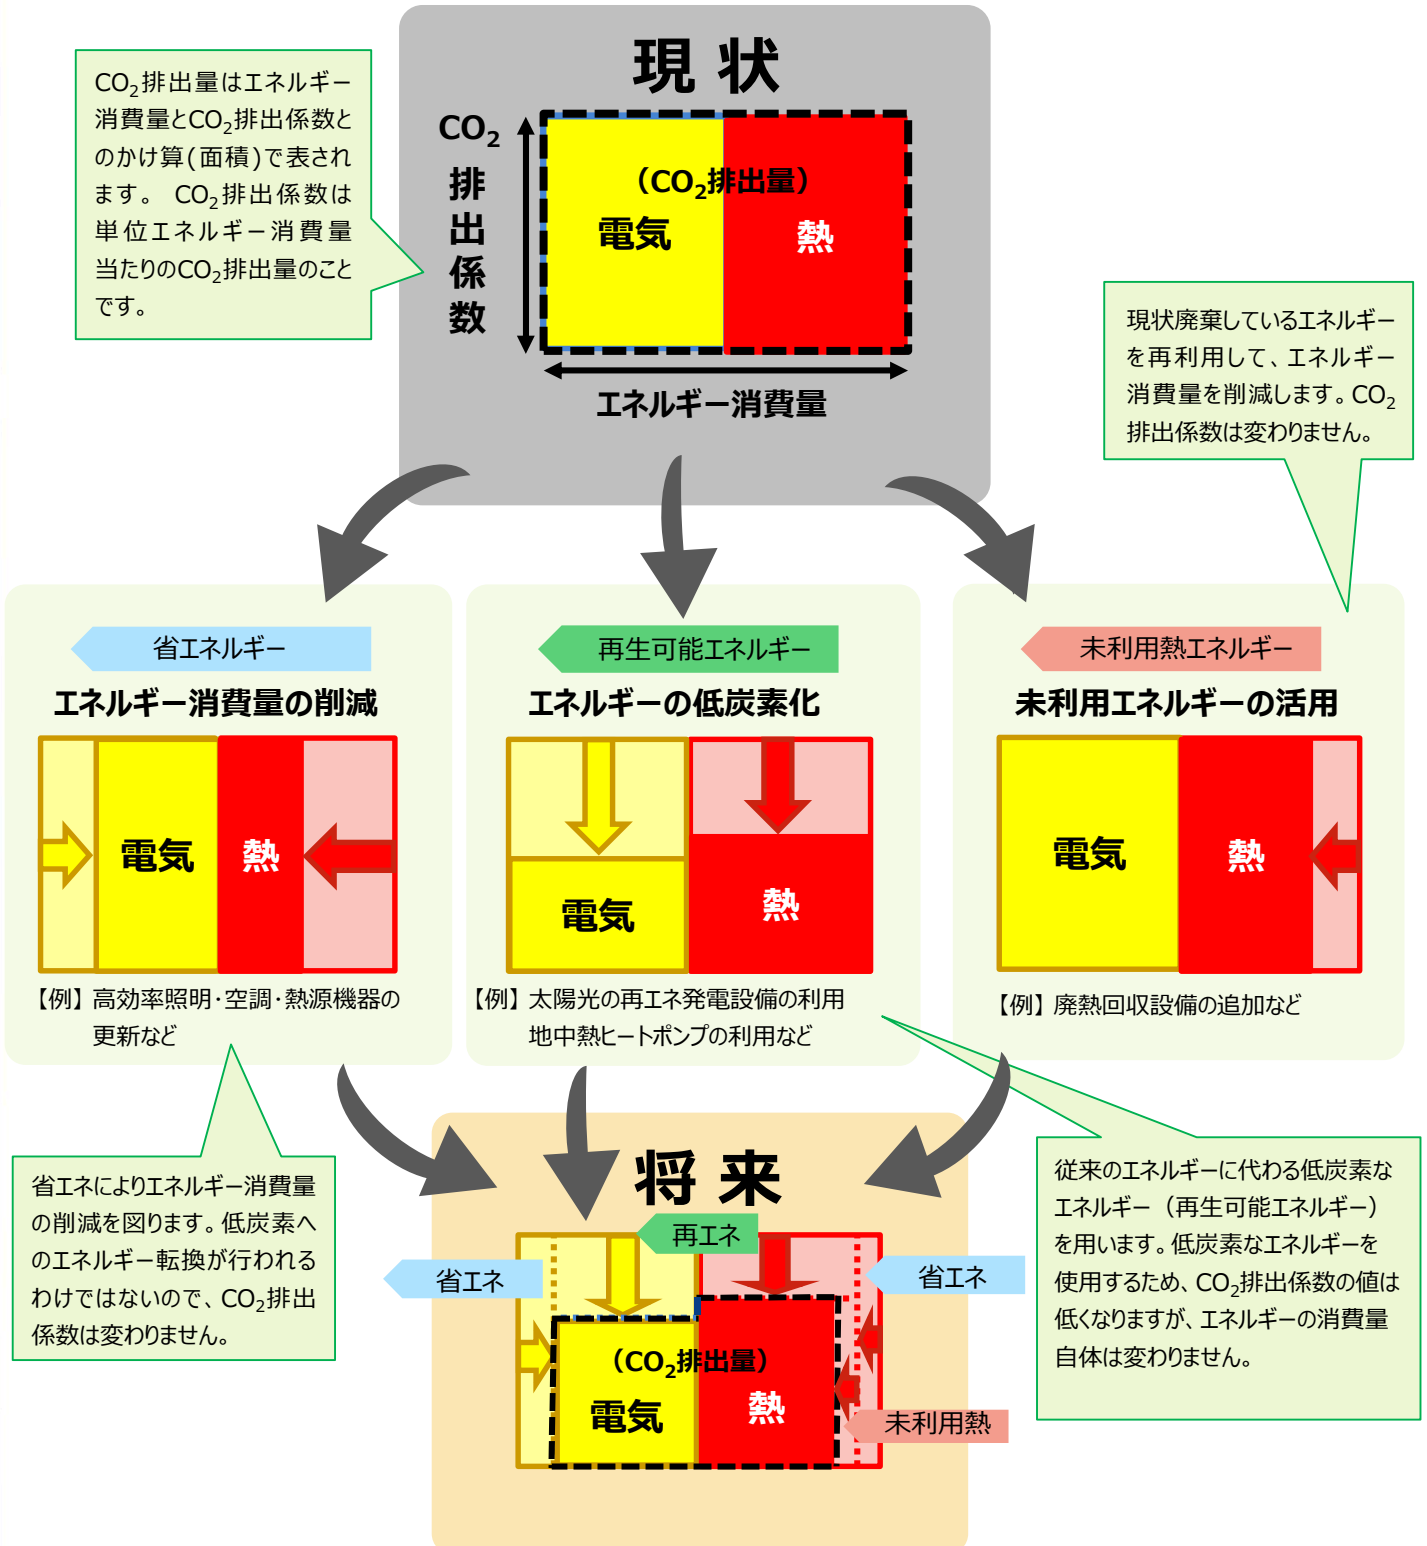 現 状
CO₂排出量はエネルギー
消費量とCO₂排出係数と
のかけ算(面積)で表され
ます。 CO₂排出係数は
単位エネルギー消費量
当たりのCO₂排出量のこと
です。
CO₂
排
出
係
数
（CO₂排出量）
電気
熱
エネルギー消費量
現状廃棄しているエネルギー
を再利用して、エネルギー
消費量を削減します。CO₂
排出係数は変わりません。
省エネルギー
エネルギー消費量の削減
電気
熱
【例】高効率照明・空調・熱源機器の
更新など
再生可能エネルギー
エネルギーの低炭素化
電気
熱
【例】太陽光の再エネ発電設備の利用
地中熱ヒートポンプの利用など
未利用熱エネルギー
未利用エネルギーの活用
電気
熱
【例】廃熱回収設備の追加など
省エネによりエネルギー消費量
の削減を図ります。低炭素へ
のエネルギー転換が行われる
わけではないので、CO₂排出
係数は変わりません。
将 来
再エネ
省エネ
省エネ
（CO₂排出量）
電気
熱
未利用熱
従来のエネルギーに代わる低炭素な
エネルギー（再生可能エネルギー）
を用います。低炭素なエネルギーを
使用するため、CO₂排出係数の値は
低くなりますが、エネルギーの消費量
自体は変わりません。